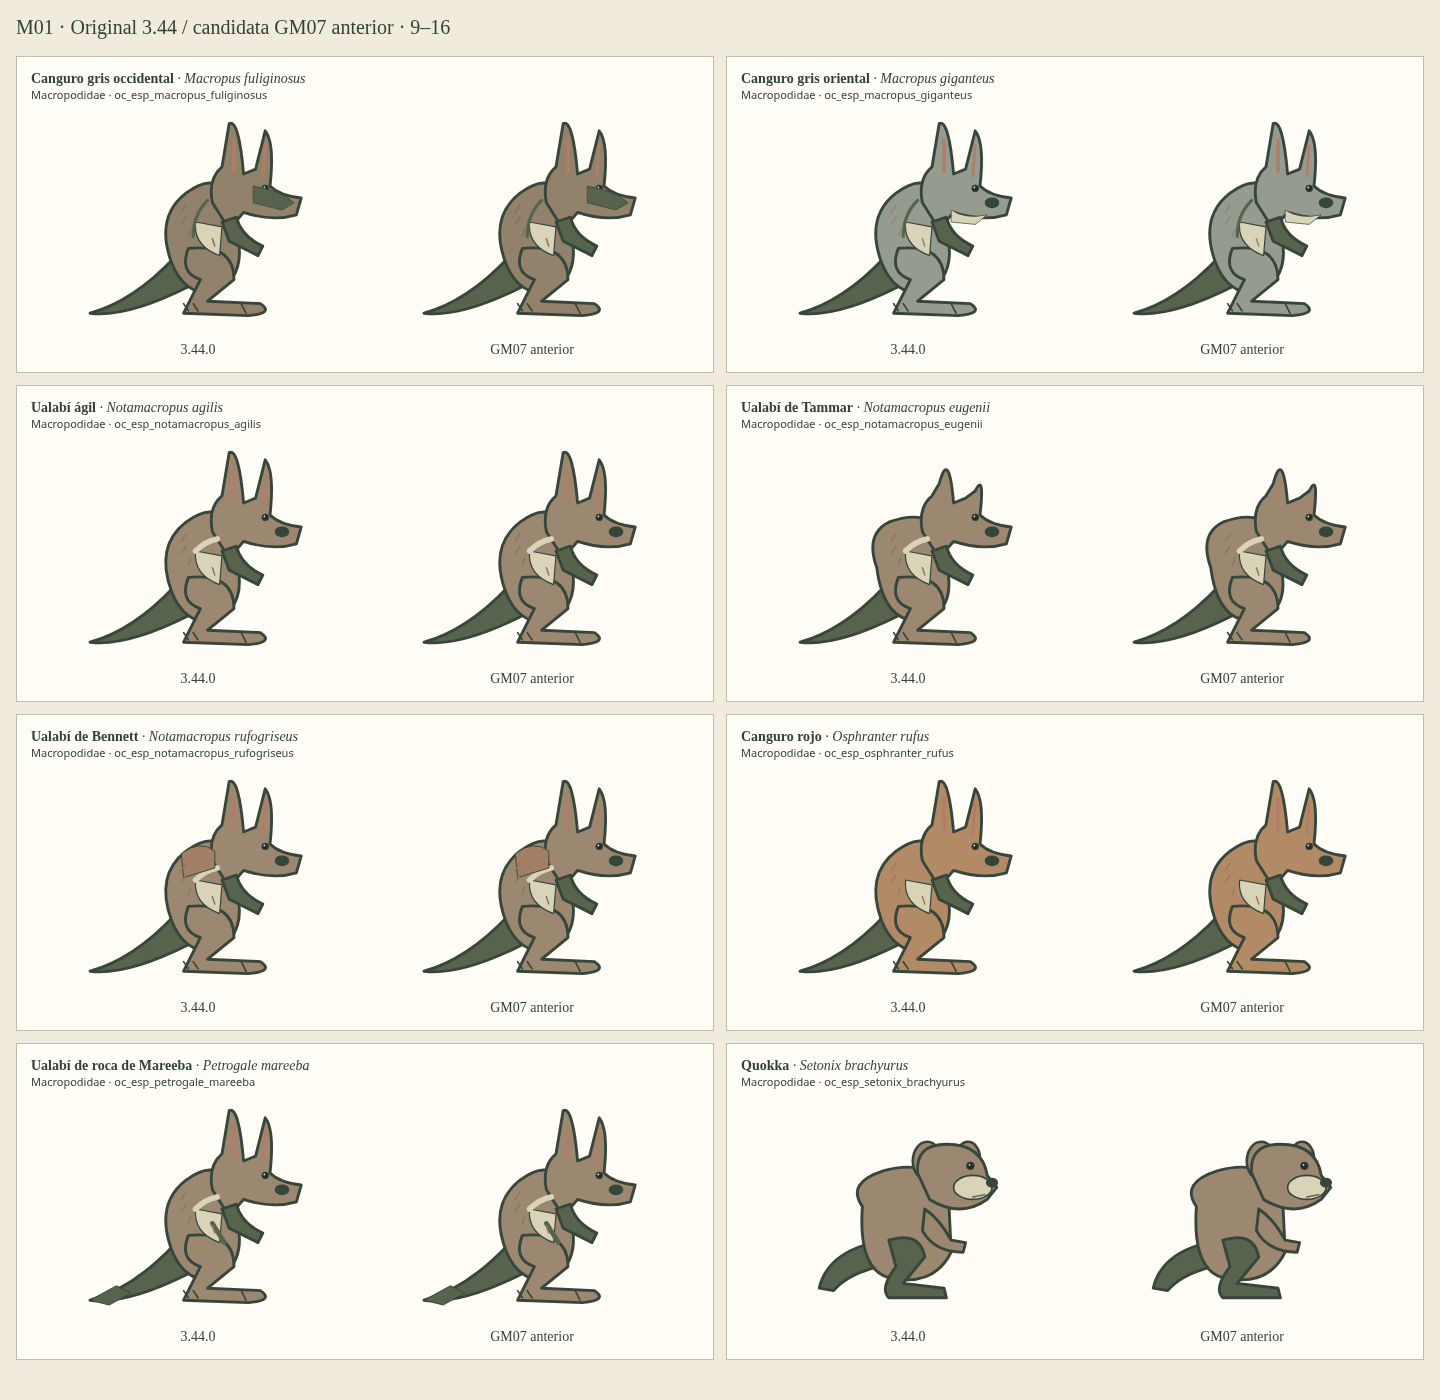 M01 · Original 3.44 / candidata GM07 anterior · 9–16
Canguro gris occidental · Macropus fuliginosus
Macropodidae · oc_esp_macropus_fuliginosus
3.44.0
GM07 anterior
Canguro gris oriental · Macropus giganteus
Macropodidae · oc_esp_macropus_giganteus
3.44.0
GM07 anterior
Ualabí ágil · Notamacropus agilis
Macropodidae · oc_esp_notamacropus_agilis
3.44.0
GM07 anterior
Ualabí de Tammar · Notamacropus eugenii
Macropodidae · oc_esp_notamacropus_eugenii
3.44.0
GM07 anterior
Ualabí de Bennett · Notamacropus rufogriseus
Macropodidae · oc_esp_notamacropus_rufogriseus
3.44.0
GM07 anterior
Canguro rojo · Osphranter rufus
Macropodidae · oc_esp_osphranter_rufus
3.44.0
GM07 anterior
Ualabí de roca de Mareeba · Petrogale mareeba
Macropodidae · oc_esp_petrogale_mareeba
3.44.0
GM07 anterior
Quokka · Setonix brachyurus
Macropodidae · oc_esp_setonix_brachyurus
3.44.0
GM07 anterior